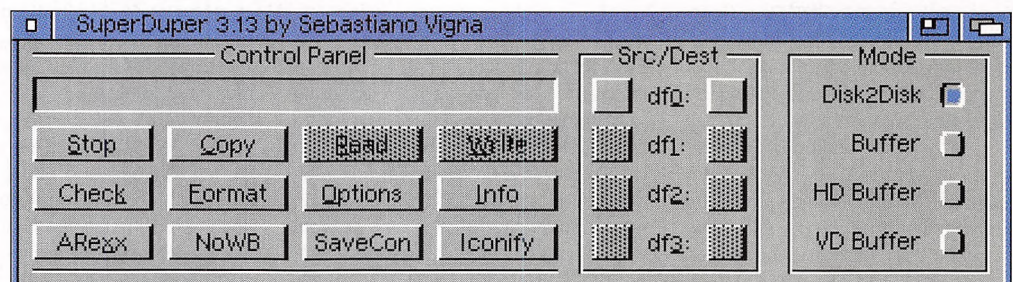 SuperDuper 3.13 by Sebastiano Vigna
Control Panel
Stop Copy Read Write
Check Format Options Info
ARexx NoWB SaveCon Iconify
Src/Dest
df0:
df1:
df2:
df3:
Mode
Disk2Disk
Buffer
HD Buffer
VD Buffer